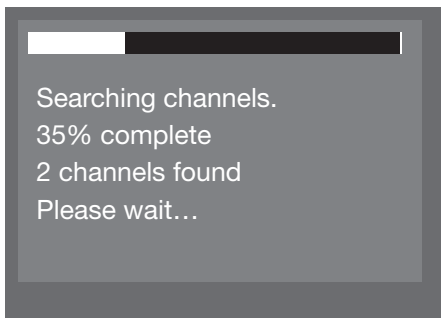 Searching channels.
35% complete
2 channels found
Please wait…